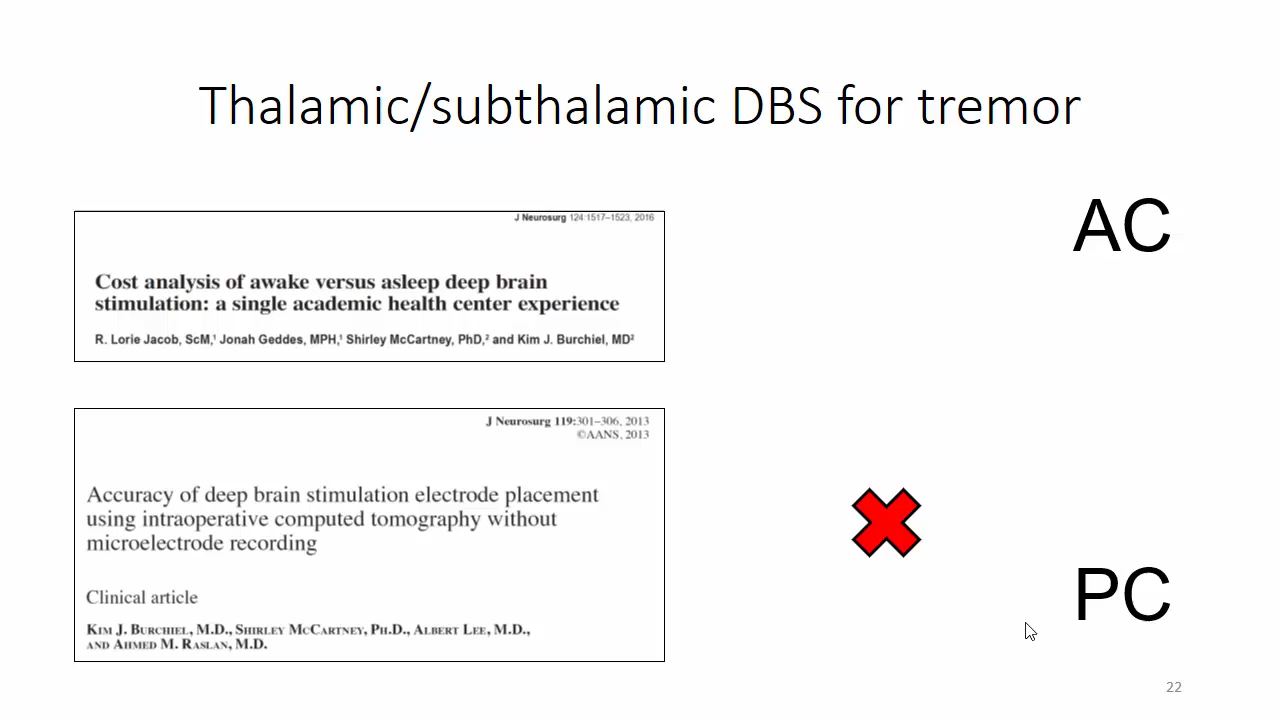 Thalamic/subthalamic DBS for tremor
J Neurosurg 124:1517–1523, 2016
Cost analysis of awake versus asleep deep brain
stimulation: a single academic health center experience
R. Lorie Jacob, ScM,¹ Jonah Geddes, MPH,¹ Shirley McCartney, PhD,² and Kim J. Burchiel, MD²
J Neurosurg 119:301–306, 2013
©AANS, 2013
Accuracy of deep brain stimulation electrode placement
using intraoperative computed tomography without
microelectrode recording
Clinical article
Kim J. Burchiel, M.D., Shirley McCartney, Ph.D., Albert Lee, M.D.,
and Ahmed M. Raslan, M.D.
AC
PC
22